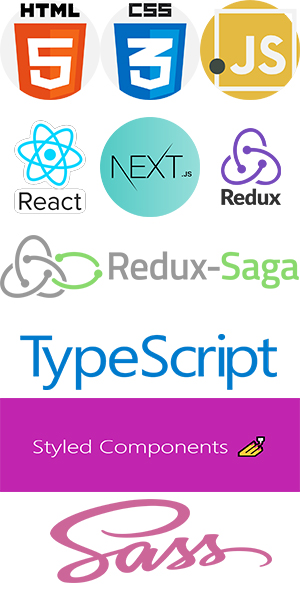 HTML
5
CSS
3
JS
React
NEXT
.JS
Redux
Redux-Saga
TypeScript
Styled Components
Sass